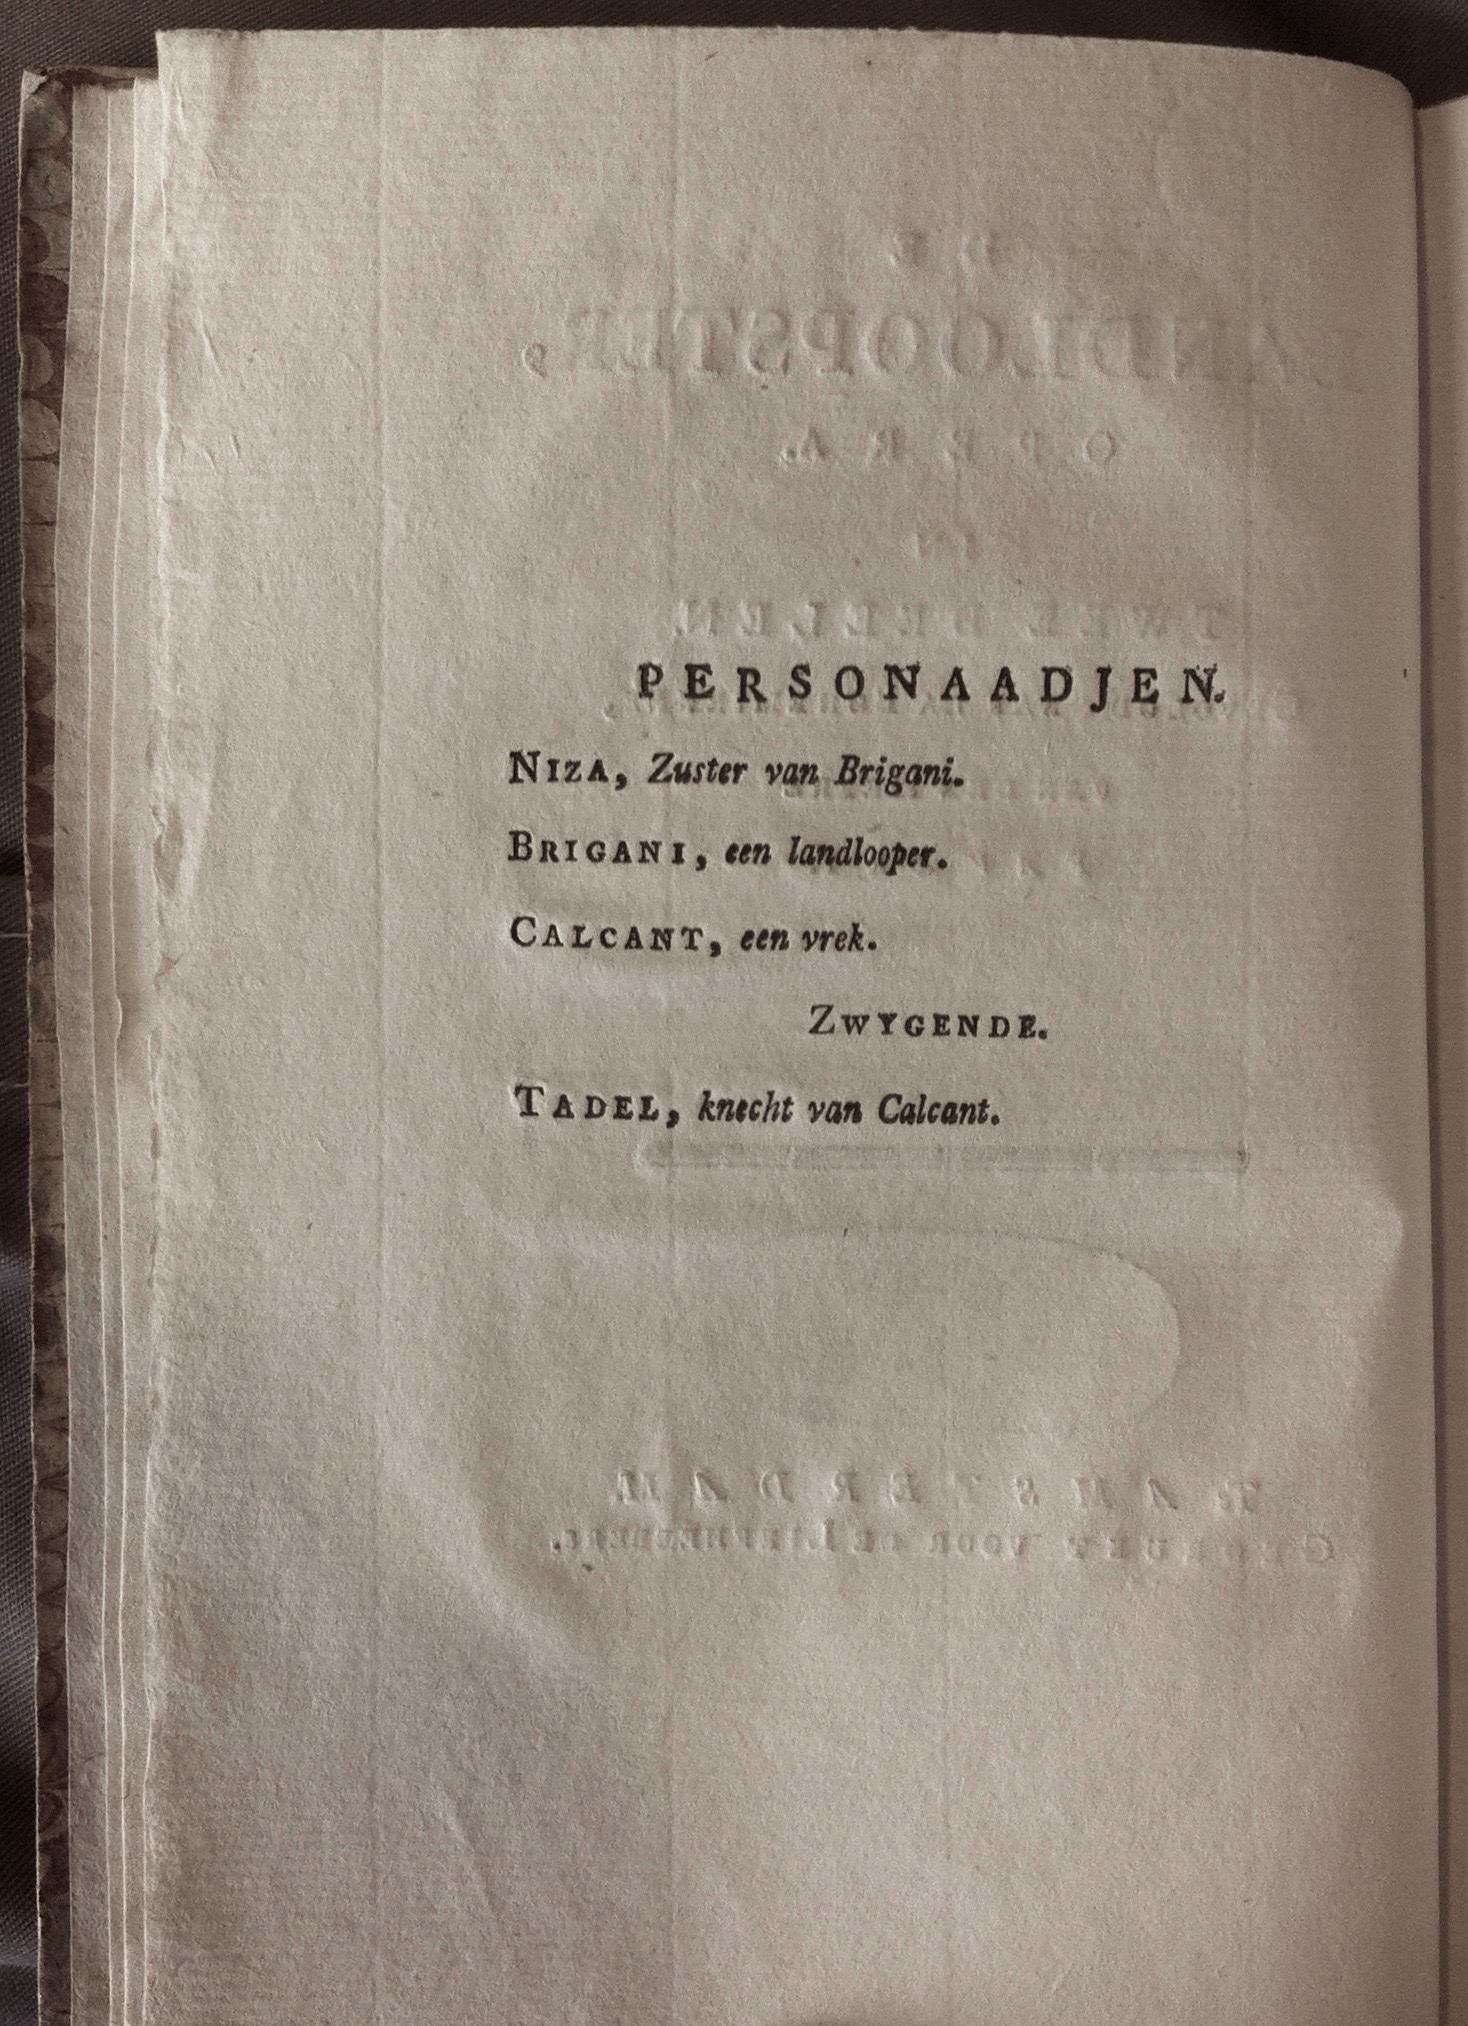 PERSONAADJEN.
NIZA, Zuster van Brigani.
BRIGANI, een landlooper.
CALCANT, een vrek.
ZWYGENDE.
TADEL, knecht van Calcant.